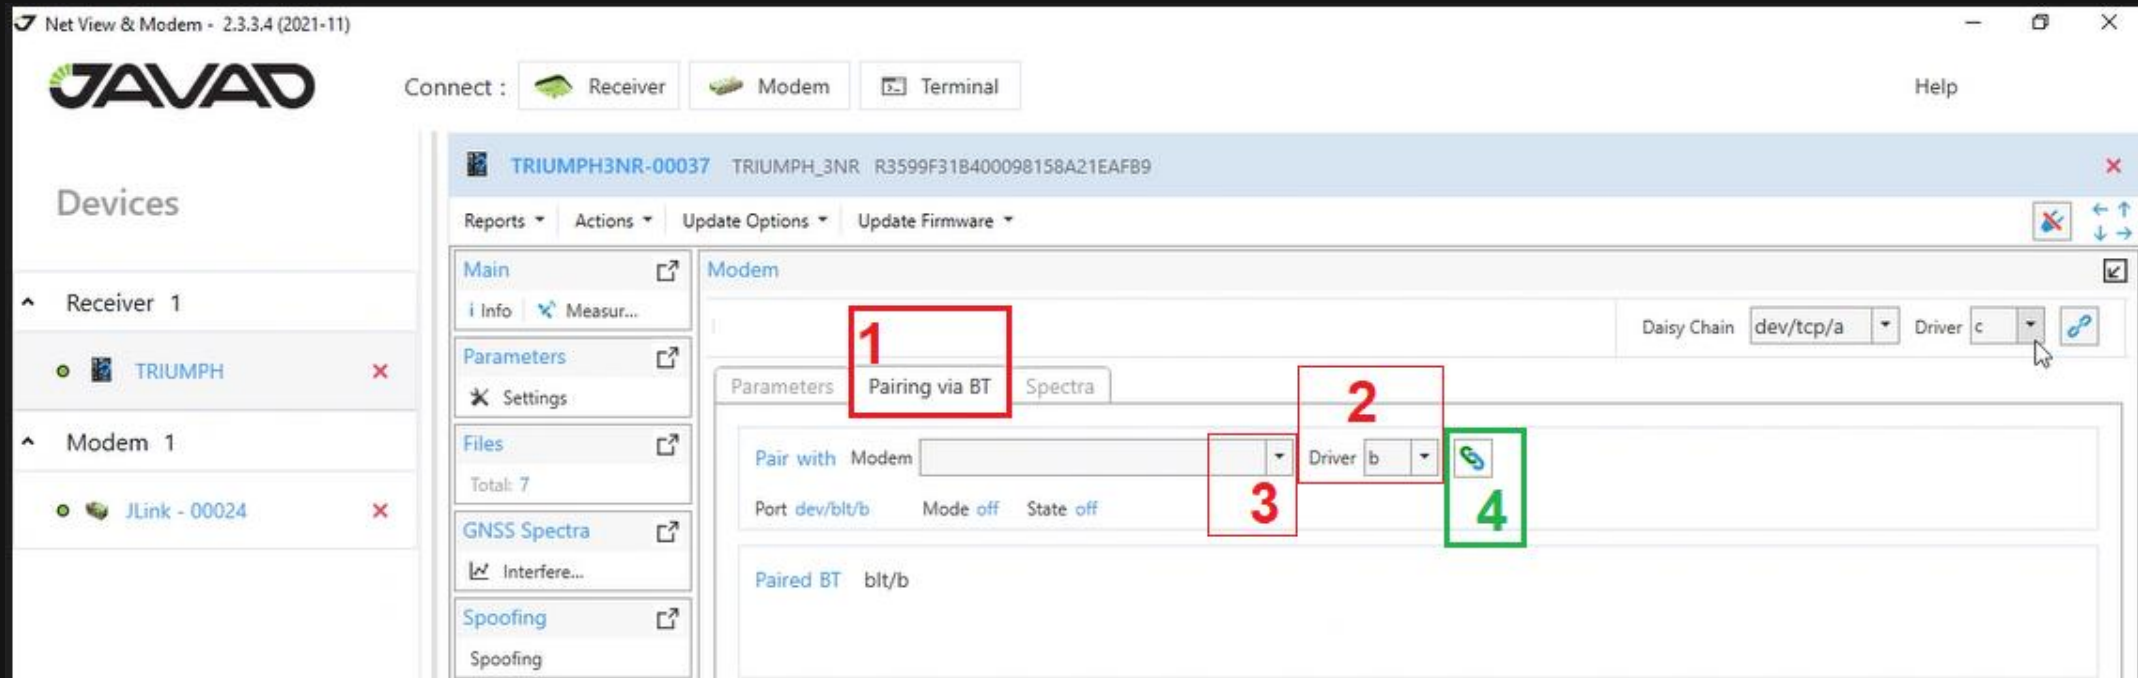 Net View & Modem - 2.3.3.4 (2021-11)
JAVAD
Connect : Receiver Modem Terminal Help
TRIUMPH3NR-00037 TRIUMPH_3NR R3599F31B400098158A21EAFB9
Devices
Reports Actions Update Options Update Firmware
Main
i Info Measur...
Modem
Receiver 1
1
Daisy Chain dev/tcp/a Driver c
Parameters
Settings
TRIUMPH
Parameters Pairing via BT Spectra
2
Files
Total: 7
Modem 1
Pair with Modem Driver b
3
4
Port dev/blt/b Mode off State off
JLink - 00024
GNSS Spectra
Interfere...
Paired BT blt/b
Spoofing
Spoofing